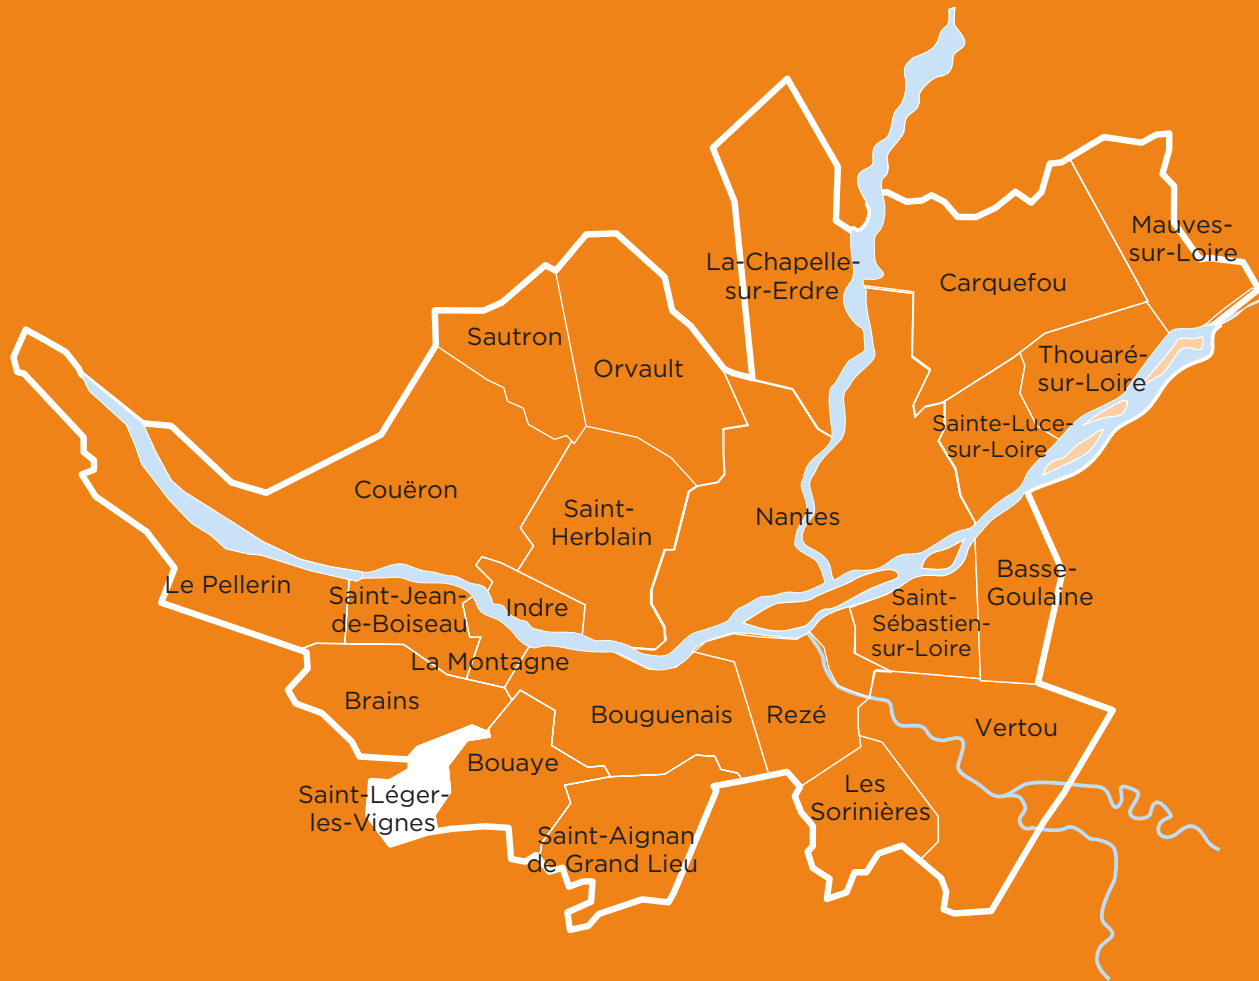 Mauves-
sur-Loire
La-Chapelle-
sur-Erdre
Carquefou
Sautron
Orvault
Thouaré-
sur-Loire
Sainte-Luce-
sur-Loire
Couëron
Saint-
Herblain
Nantes
Le Pellerin
Saint-Jean-
de-Boiseau
Indre
Basse-
Goulaine
Saint-
Sébastien-
sur-Loire
La Montagne
Brains
Bouguenais
Rezé
Vertou
Bouaye
Saint-Léger-
les-Vignes
Les
Sorinières
Saint-Aignan
de Grand Lieu